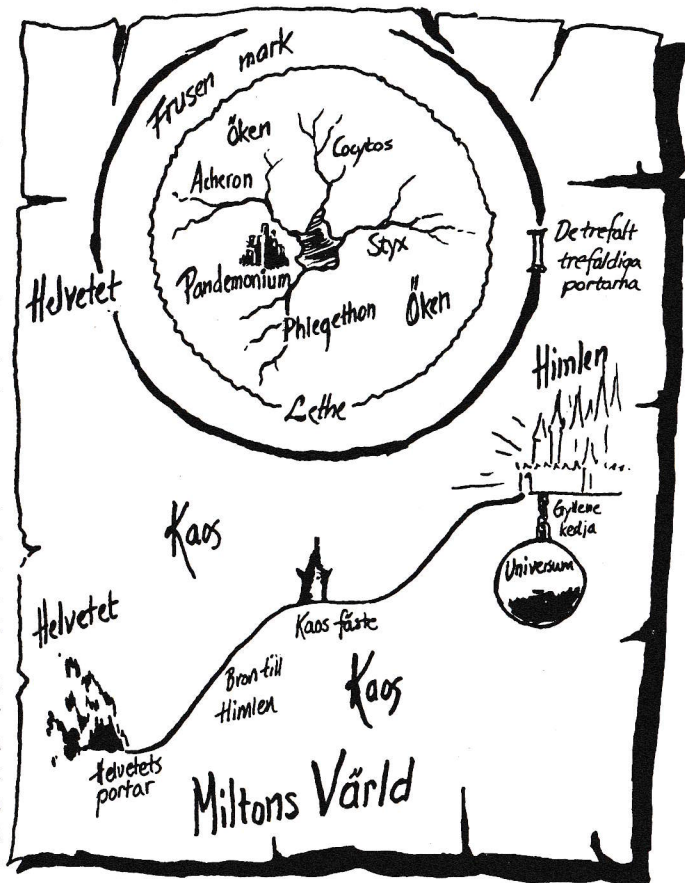 Frusen mark
Öken
Cocytos
Acheron
Styx
De trefalt
trefaldiga
portarna
Pandemonium
Helvetet
Phlegethon
Öken
Lethe
Himlen
Kaos
Gyllene
kedja
Universum
Helvetet
Kaos fäste
Bron till
Himlen
Kaos
Helvetets
portar
Miltons Värld